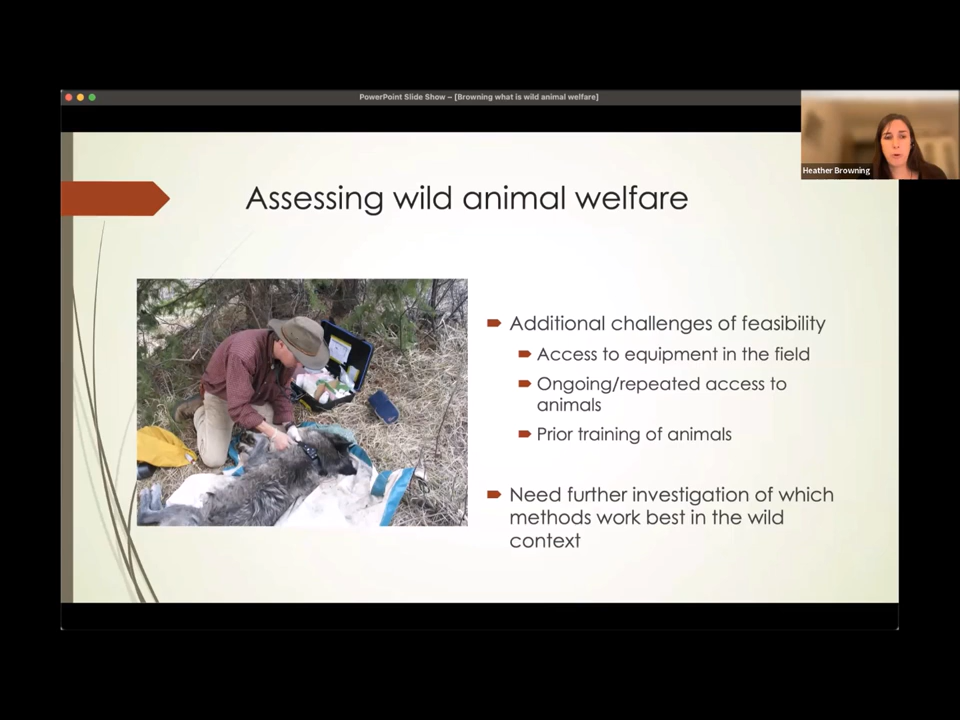 PowerPoint Slide Show – [Browning what is wild animal welfare]
Heather Browning
Assessing wild animal welfare
Additional challenges of feasibility
Access to equipment in the field
Ongoing/repeated access to
animals
Prior training of animals
Need further investigation of which
methods work best in the wild
context